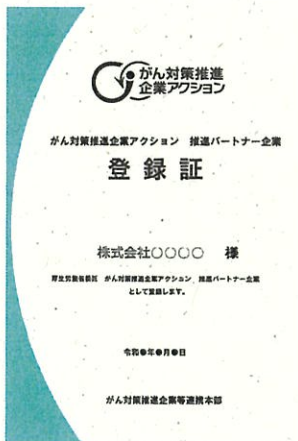 がん対策推進
企業アクション
がん対策推進企業アクション 推進パートナー企業
登録証
株式会社○○○○ 様
厚生労働省委託 がん対策推進企業アクション 推進パートナー企業
として登録します。
令和●年●月●日
がん対策推進企業等連携本部